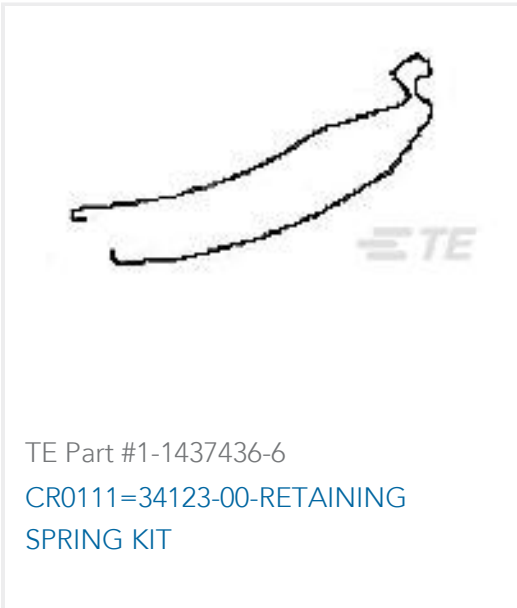 TE
TE Part #1-1437436-6
CR0111=34123-00-RETAINING
SPRING KIT